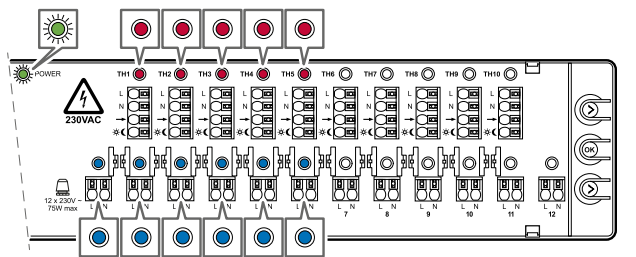 POWER TH1 TH2 TH3 TH4 TH5 TH6 TH7 TH8 TH9 TH10
L L L L L L L L L L
N N N N N N N N N N
230VAC
OK
12 x 230V ~
75W max
L N L N L N L N L N L N L N L N L N L N L N L N
7 8 9 10 11 12